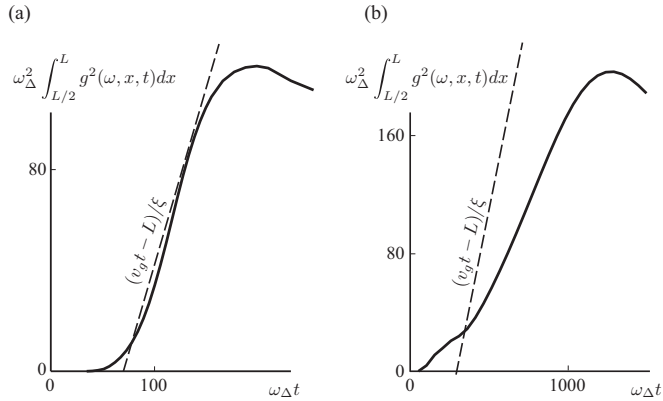 (a)
ω_Δ^2 ∫_{L/2}^{L} g^2(ω, x, t)dx
80
(v_g t − L)/ξ
0
0
100
ω_Δ t
(b)
ω_Δ^2 ∫_{L/2}^{L} g^2(ω, x, t)dx
160
(v_g t − L)/ξ
80
0
0
1000
ω_Δ t